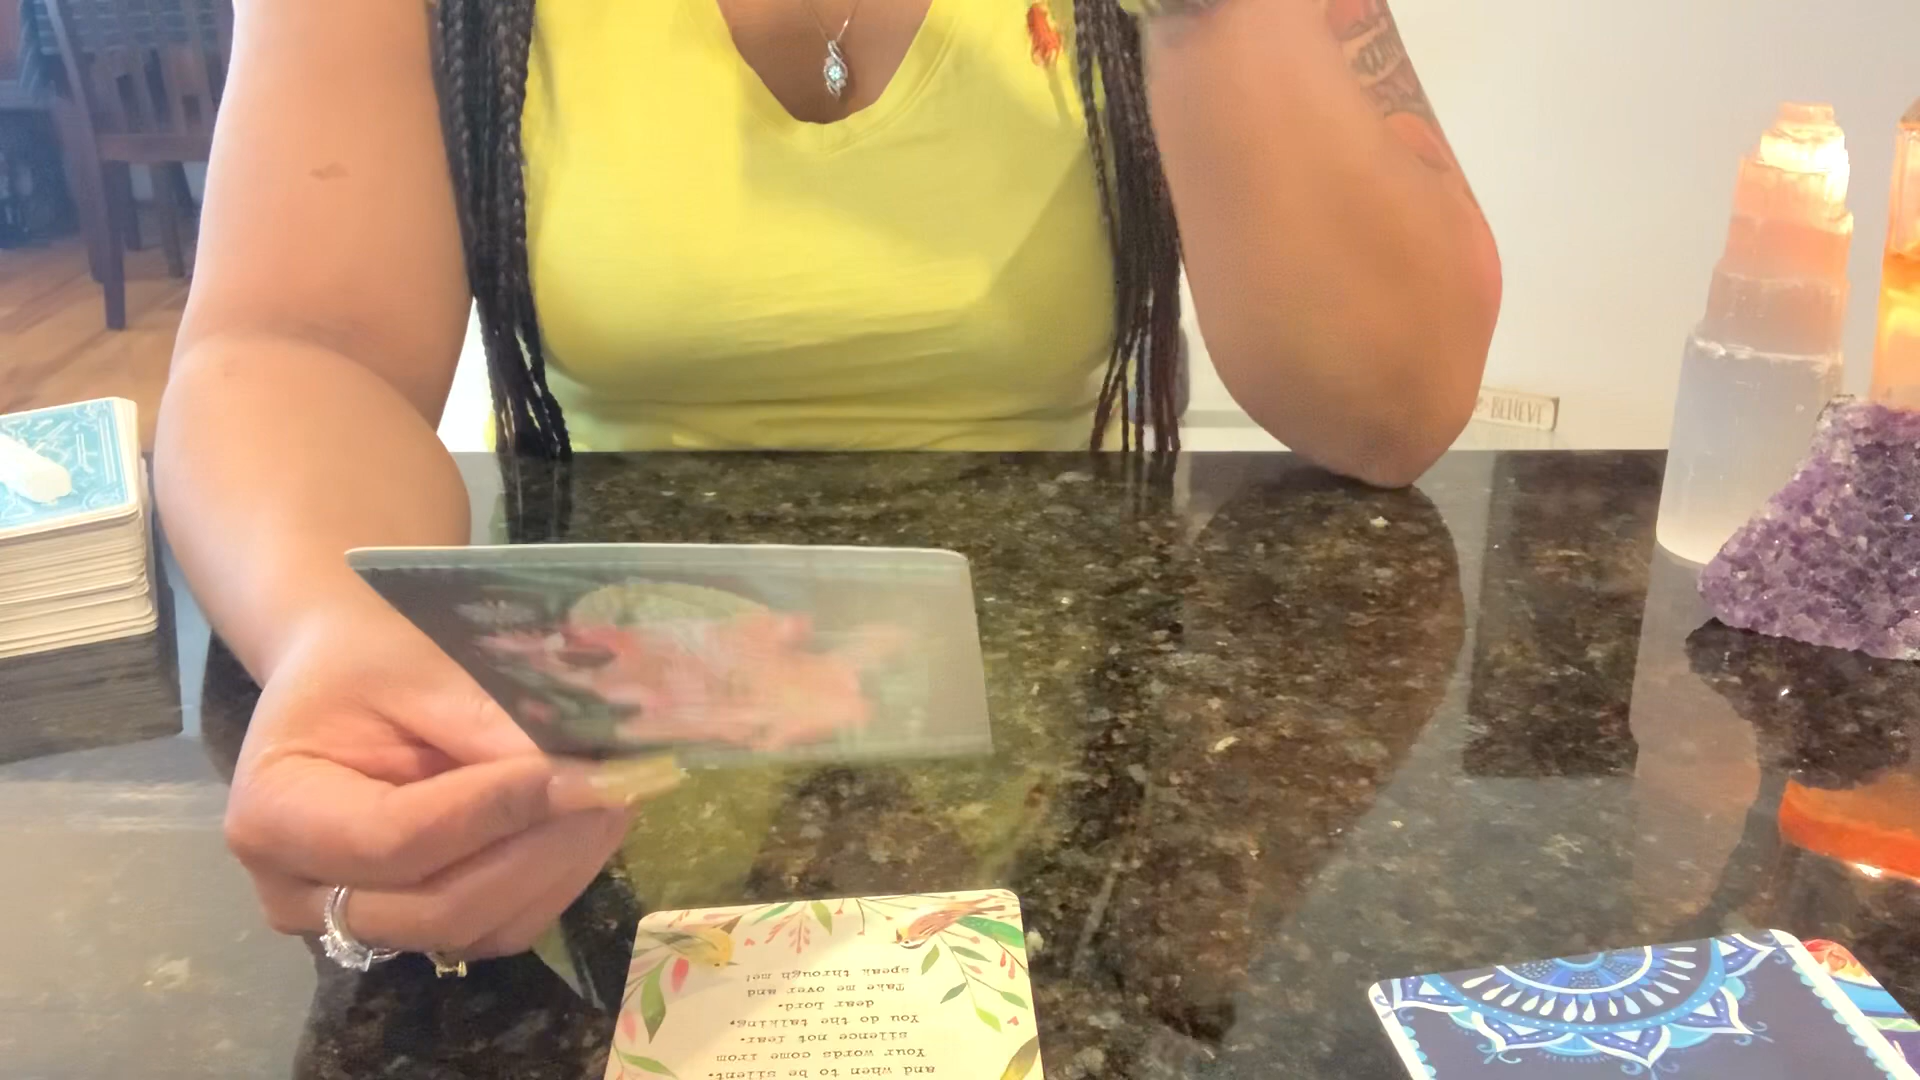 BELIEVE
and when to be silent.
Your words come from
silence not fear.
You do the talking,
dear Lord.
Take me over and
speak through me!